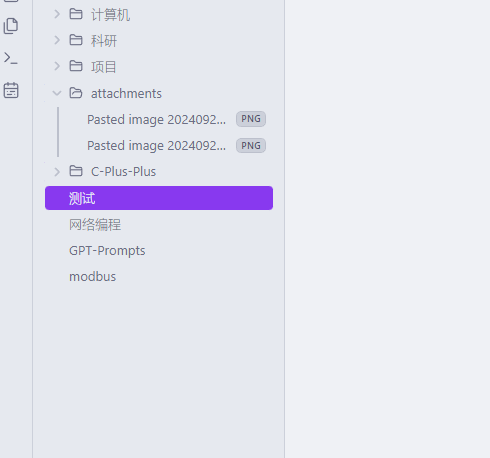 计算机
科研
项目
attachments
Pasted image 2024092... PNG
Pasted image 2024092... PNG
C-Plus-Plus
测试
网络编程
GPT-Prompts
modbus